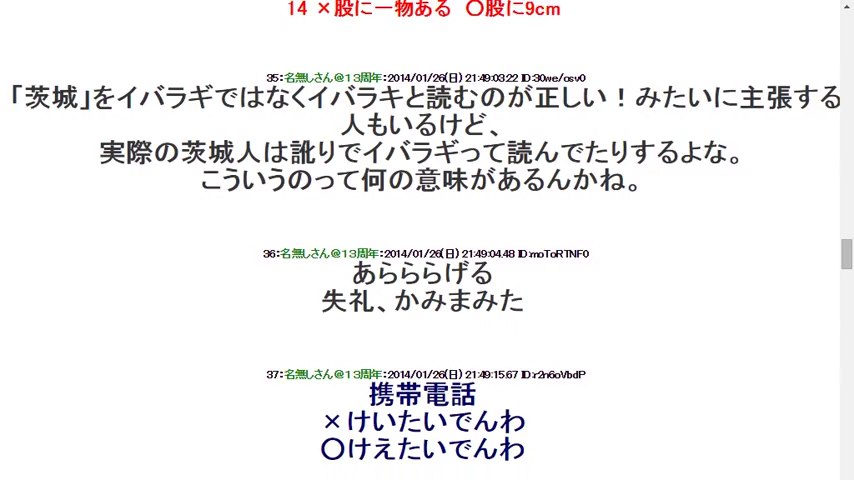 14 ×股に一物ある　〇股に9cm
35：名無しさん＠１３周年：2014/01/26(日) 21:49:03.22 ID:30we/osv0
「茨城」をイバラギではなくイバラキと読むのが正しい！みたいに主張する
人もいるけど、
実際の茨城人は訛りでイバラギって読んでたりするよな。
こういうのって何の意味があるんかね。
36：名無しさん＠１３周年：2014/01/26(日) 21:49:04.48 ID:moToRTNF0
あらららげる
失礼、かみまみた
37：名無しさん＠１３周年：2014/01/26(日) 21:49:15.67 ID:r2n6oVbdP
携帯電話
×けいたいでんわ
〇けえたいでんわ